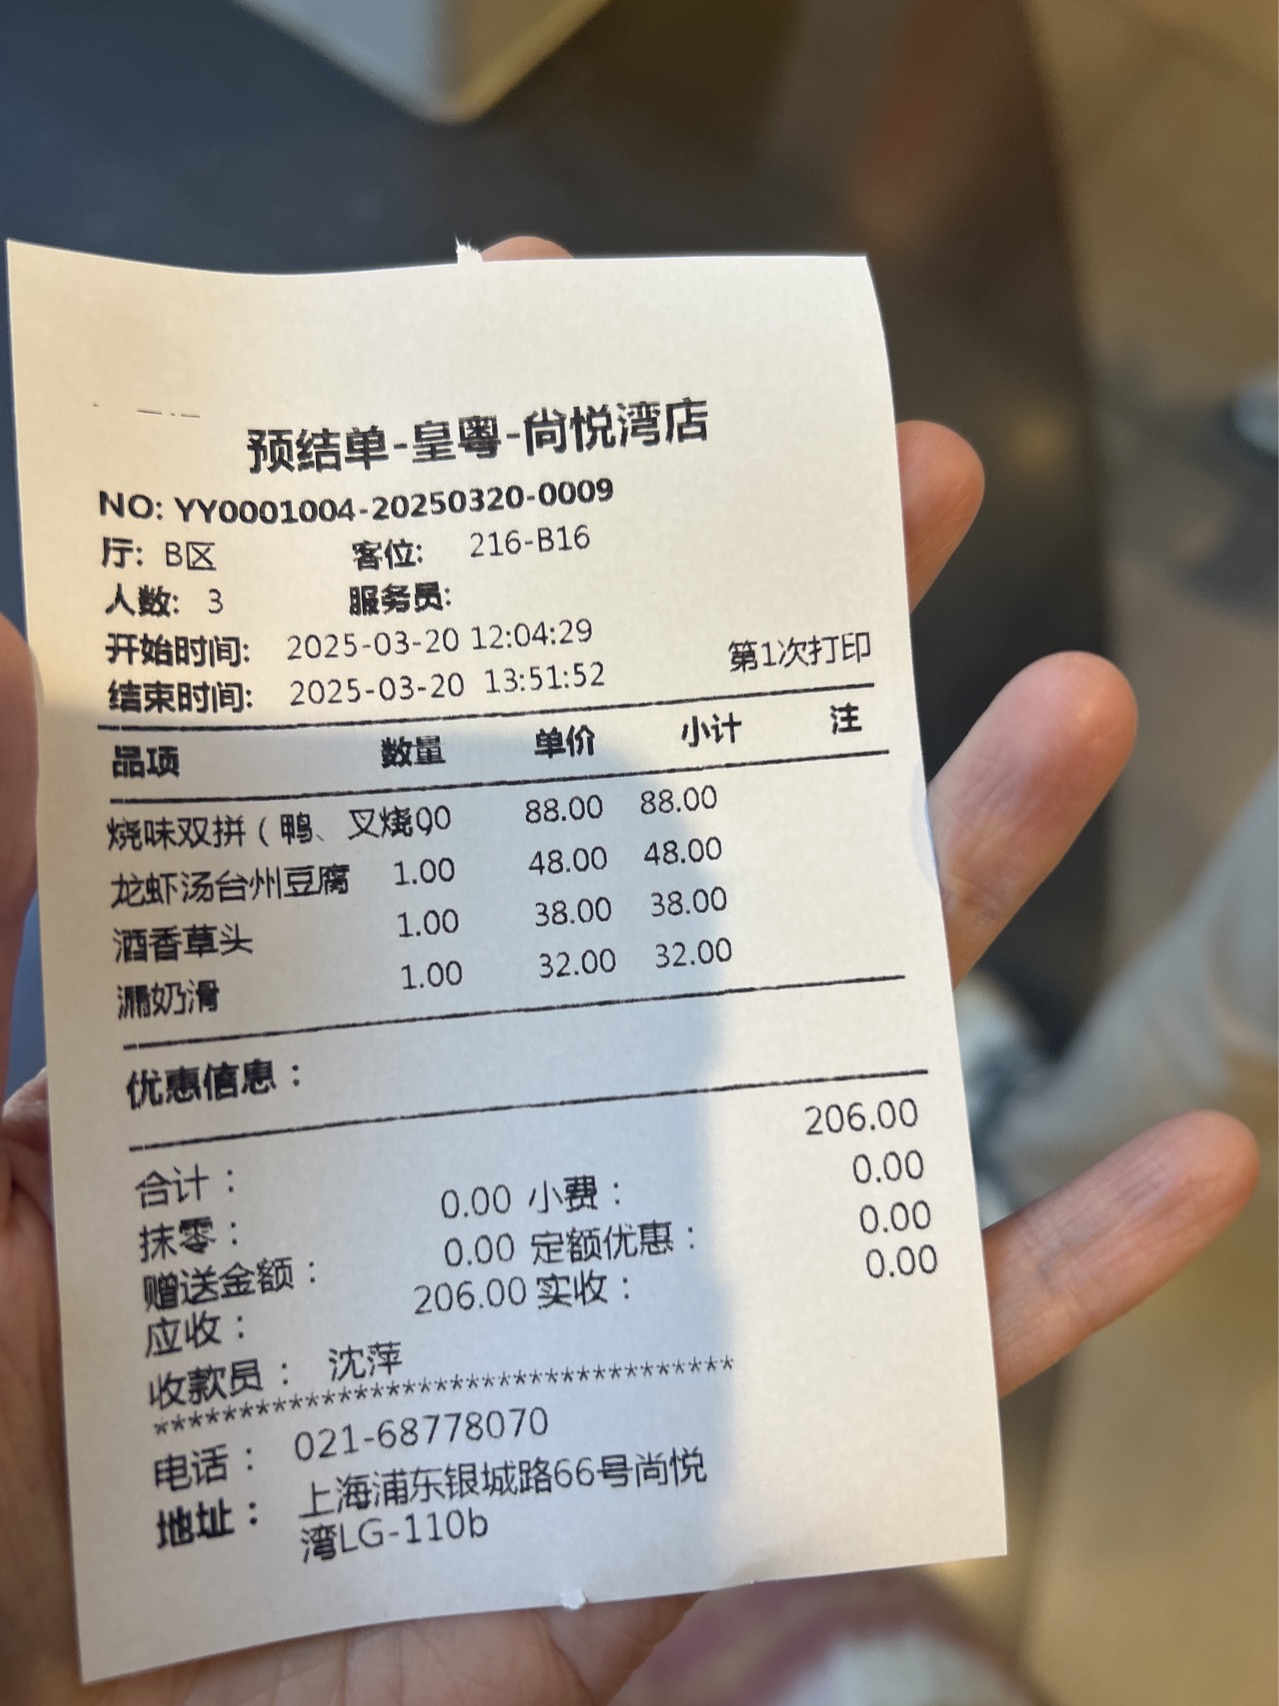 预结单-皇粤-尚悦湾店
NO: YY0001004-20250320-0009
厅: B区 客位: 216-B16
人数: 3 服务员:
开始时间: 2025-03-20 12:04:29
结束时间: 2025-03-20 13:51:52 第1次打印
品项 数量 单价 小计 注
烧味双拼（鸭、叉烧00 88.00 88.00
龙虾汤台州豆腐 1.00 48.00 48.00
酒香草头 1.00 38.00 38.00
漏奶滑 1.00 32.00 32.00
优惠信息：
合计： 206.00
抹零： 0.00 小费： 0.00
赠送金额： 0.00 定额优惠： 0.00
应收： 206.00 实收： 0.00
收款员： 沈萍
************************************
电话： 021-68778070
地址： 上海浦东银城路66号尚悦
湾LG-110b